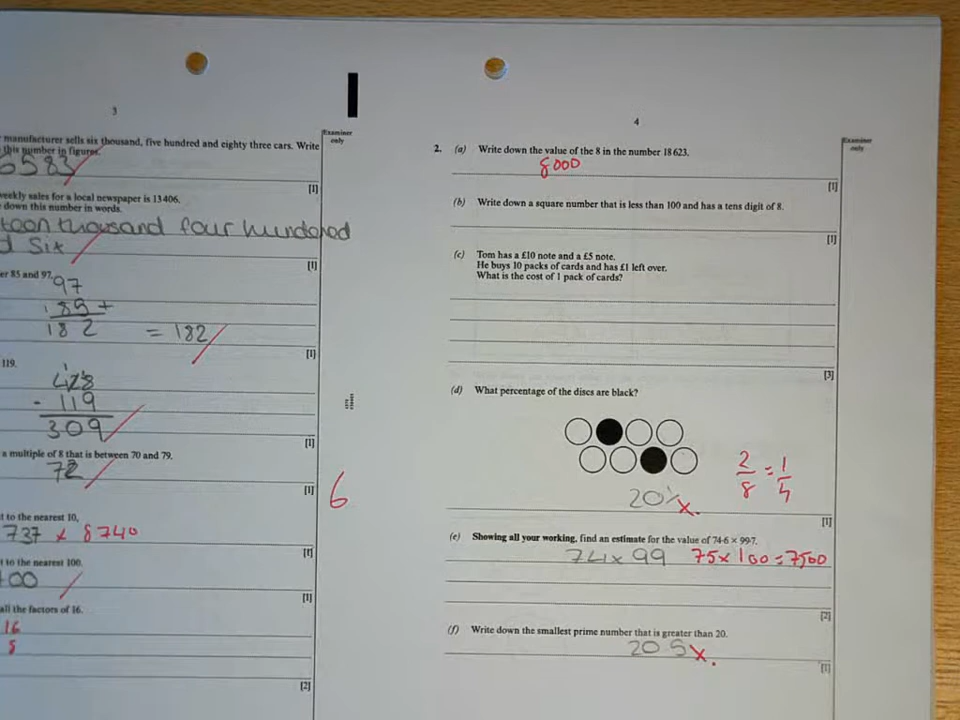 3
manufacturer sells six thousand, five hundred and eighty three cars. Write
this number in figures.
6583
[1]
weekly sales for a local newspaper is 13 406.
down this number in words.
teen thousand four hundered
d six
[1]
er 85 and 97.
97
185 +
182 = 182
[1]
119.
428
- 119
309
[1]
a multiple of 8 that is between 70 and 79.
72
[1]
6
t to the nearest 10,
737 x 8740
[1]
t to the nearest 100.
00
[1]
all the factors of 16.
16
8
[2]
Examiner
only
4
Examiner
only
2. (a) Write down the value of the 8 in the number 18 623.
8000
[1]
(b) Write down a square number that is less than 100 and has a tens digit of 8.
[1]
(c) Tom has a £10 note and a £5 note.
He buys 10 packs of cards and has £1 left over.
What is the cost of 1 pack of cards?
[3]
(d) What percentage of the discs are black?
2/8 = 1/4
20% x.
[1]
(e) Showing all your working, find an estimate for the value of 74·6 × 99·7.
74 x 99 75 x 100 = 7500
[2]
(f) Write down the smallest prime number that is greater than 20.
20 5 x.
[1]